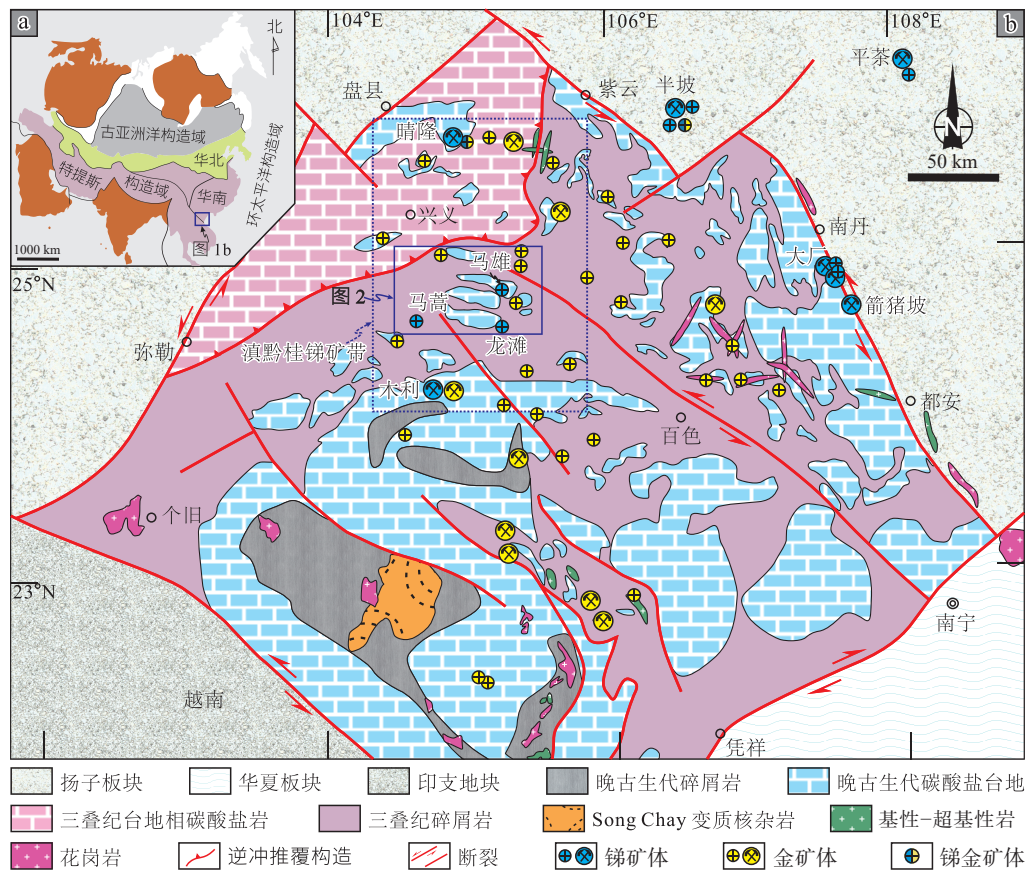 a
104°E
106°E
108°E
b
北
古亚洲洋构造域
华北
特提斯
构造域
华南
环太平洋构造域
图 1b
1000 km
平茶
盘县
紫云
半坡
晴隆
N
50 km
兴义
南丹
大厂
马雄
25°N
图 2
马蒿
箭猪坡
弥勒
滇黔桂锑矿带
龙滩
木利
都安
百色
个旧
23°N
南宁
越南
凭祥
扬子板块
华夏板块
印支地块
晚古生代碎屑岩
晚古生代碳酸盐台地
三叠纪台地相碳酸盐岩
三叠纪碎屑岩
Song Chay 变质核杂岩
基性-超基性岩
花岗岩
逆冲推覆构造
断裂
锑矿体
金矿体
锑金矿体